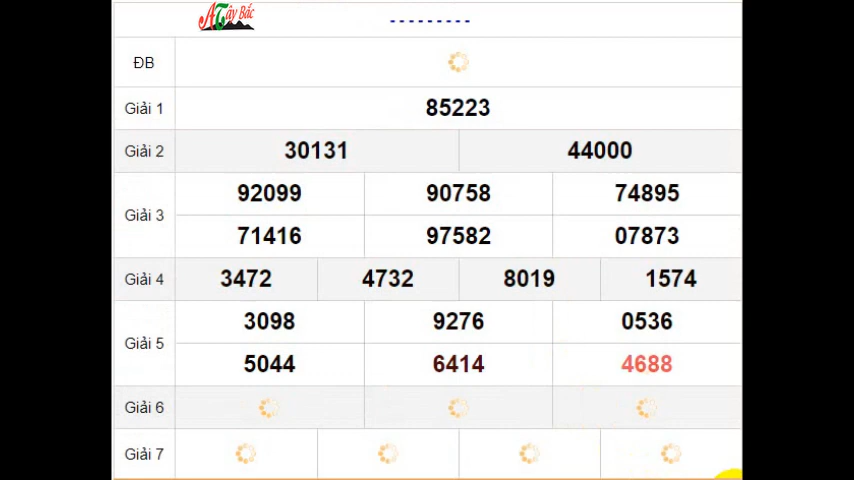 ATây Bắc
---------
ĐB
Giải 1 85223
Giải 2 30131 44000
Giải 3
92099 90758 74895
71416 97582 07873
Giải 4 3472 4732 8019 1574
Giải 5
3098 9276 0536
5044 6414 4688
Giải 6
Giải 7